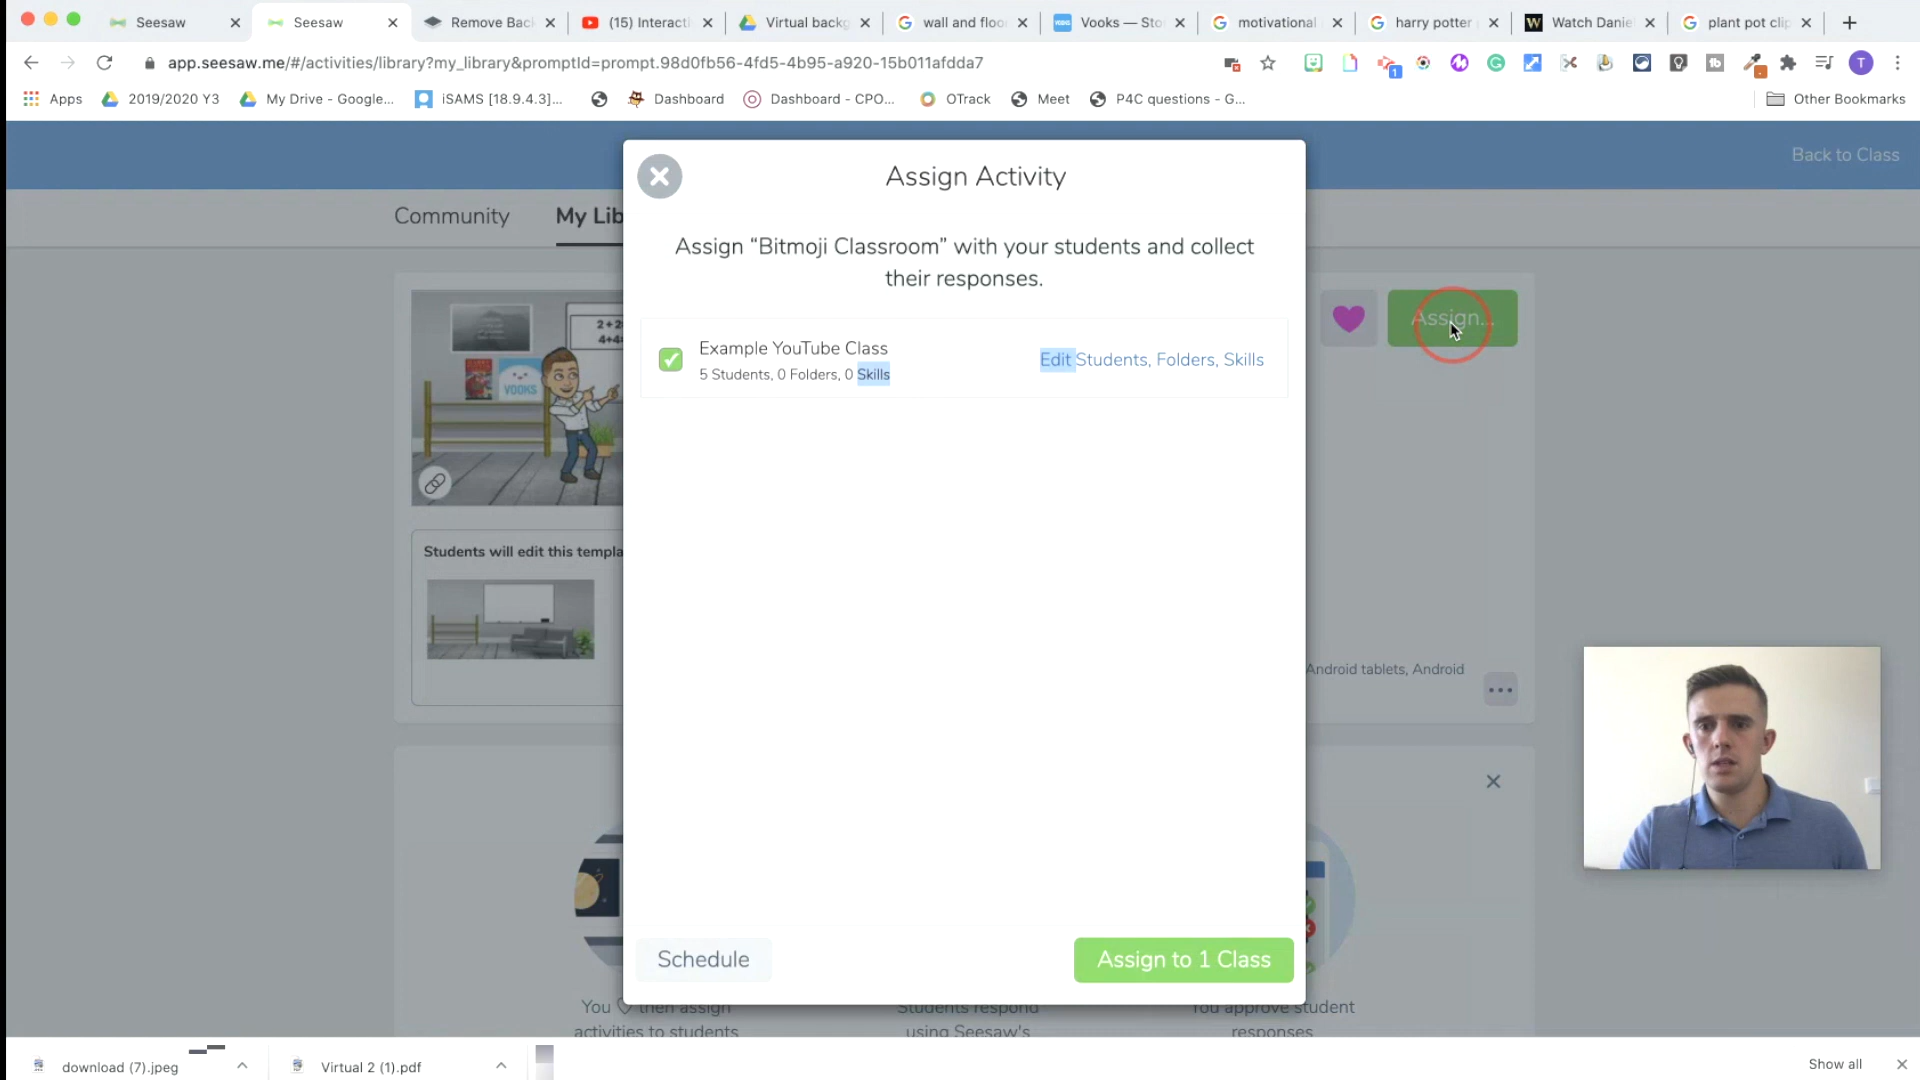 Seesaw
Seesaw
Remove Back
(15) Interacti
Virtual backg
wall and floo
Vooks — Sto
motivational
harry potter
Watch Danie
plant pot clip
app.seesaw.me/#/activities/library?my_library&promptId=prompt.98d0fb56-4fd5-4b95-a920-15b011afdda7
Apps
2019/2020 Y3
My Drive - Google...
iSAMS [18.9.4.3]...
Dashboard
Dashboard - CPO...
OTrack
Meet
P4C questions - G...
Other Bookmarks
Back to Class
Community
My Lib
Assign Activity
Assign “Bitmoji Classroom” with your students and collect
their responses.
Example YouTube Class
5 Students, 0 Folders, 0 Skills
Edit Students, Folders, Skills
Assign...
VOOKS
Students will edit this templa
Android tablets, Android
Schedule
Assign to 1 Class
You then assign
activities to students
Students respond
using Seesaw's
You approve student
responses
download (7).jpeg
Virtual 2 (1).pdf
Show all